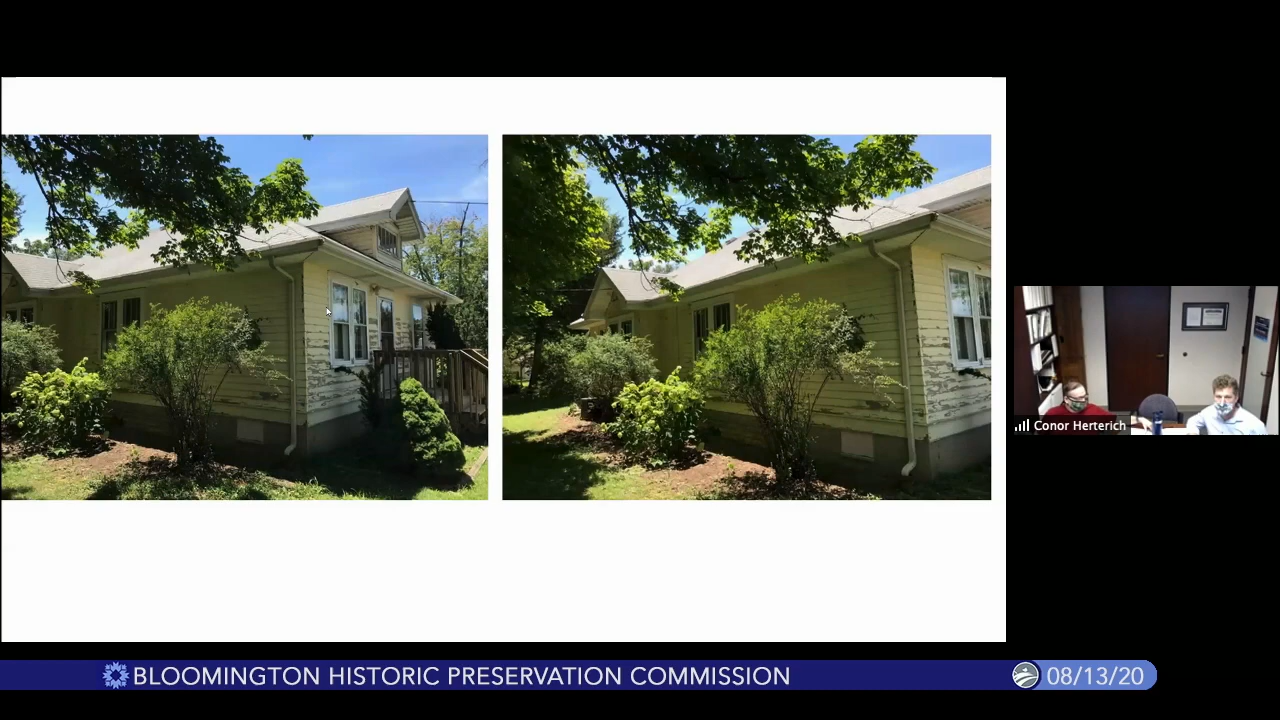 Conor Herterich
BLOOMINGTON HISTORIC PRESERVATION COMMISSION
08/13/20